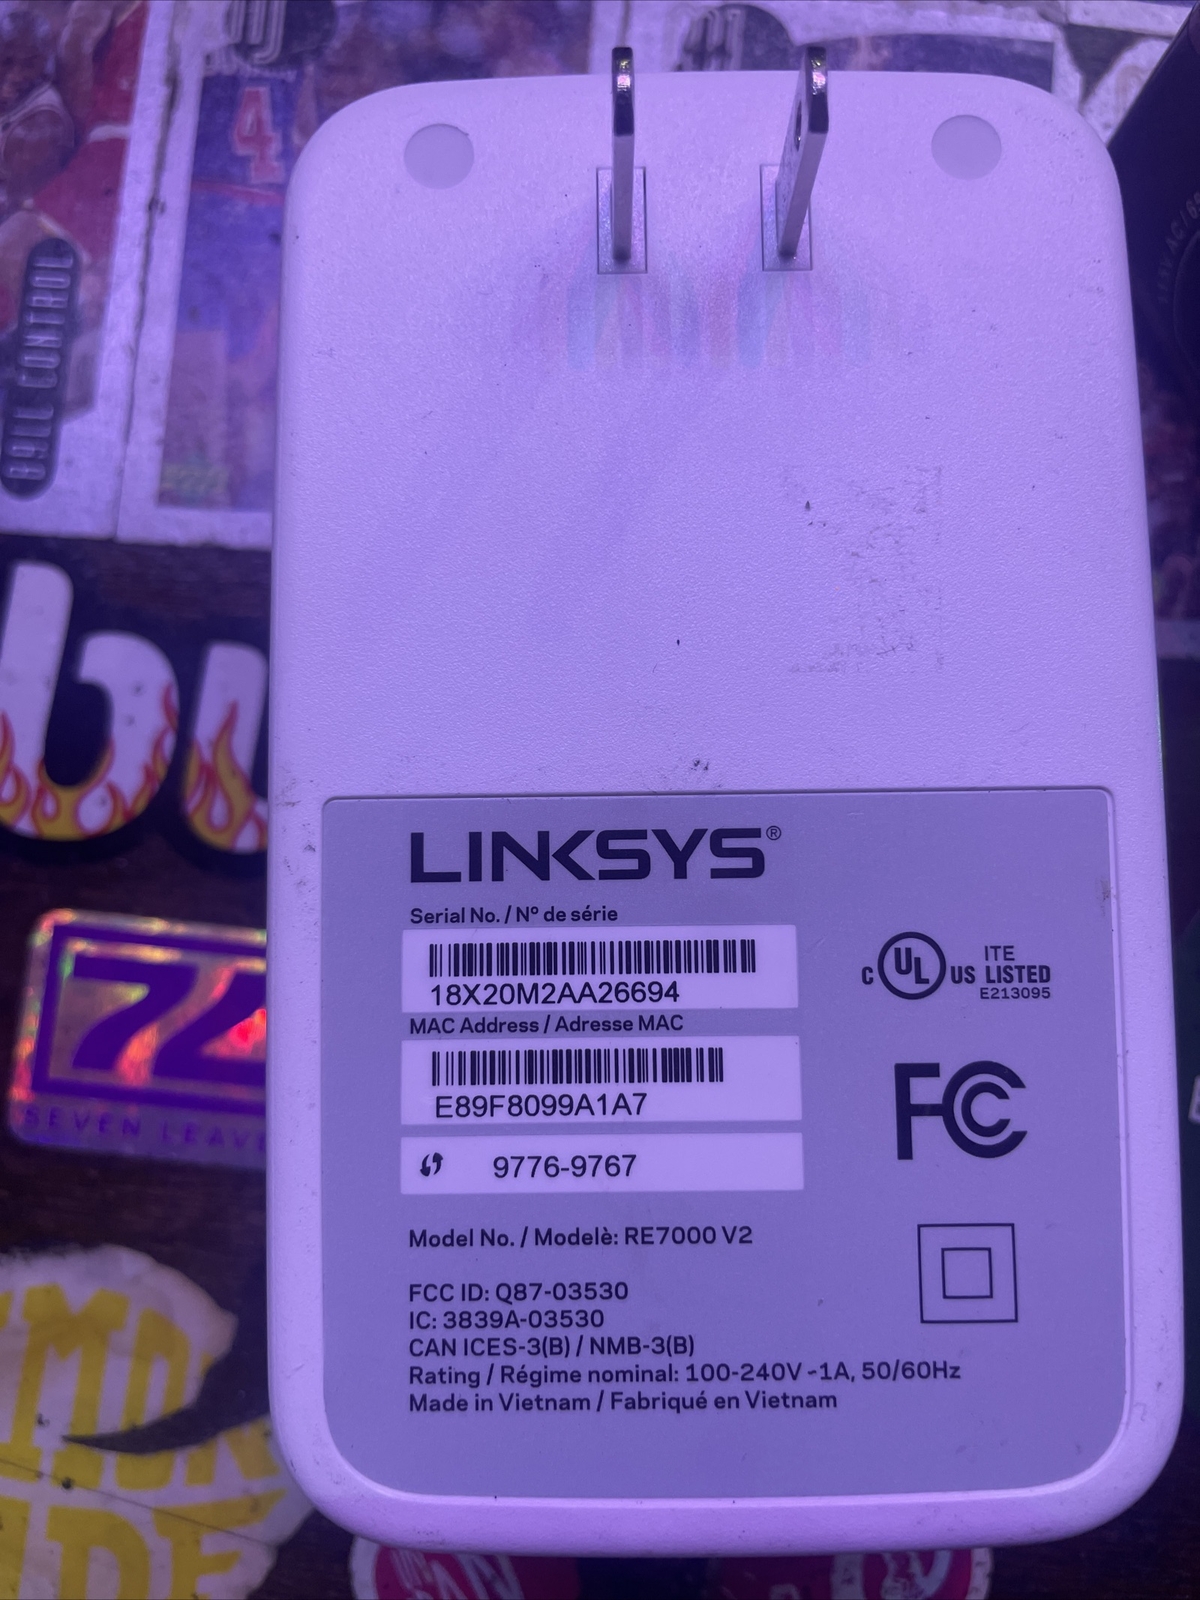 4
BALL CONTROL
LINKSYS®
Serial No. / N° de série
18X20M2AA26694
MAC Address / Adresse MAC
E89F8099A1A7
9776-9767
Model No. / Modelè: RE7000 V2
FCC ID: Q87-03530
IC: 3839A-03530
CAN ICES-3(B) / NMB-3(B)
Rating / Régime nominal: 100-240V ~1A, 50/60Hz
Made in Vietnam / Fabriqué en Vietnam
C UL US ITE
LISTED
E213095
FC
SEVEN